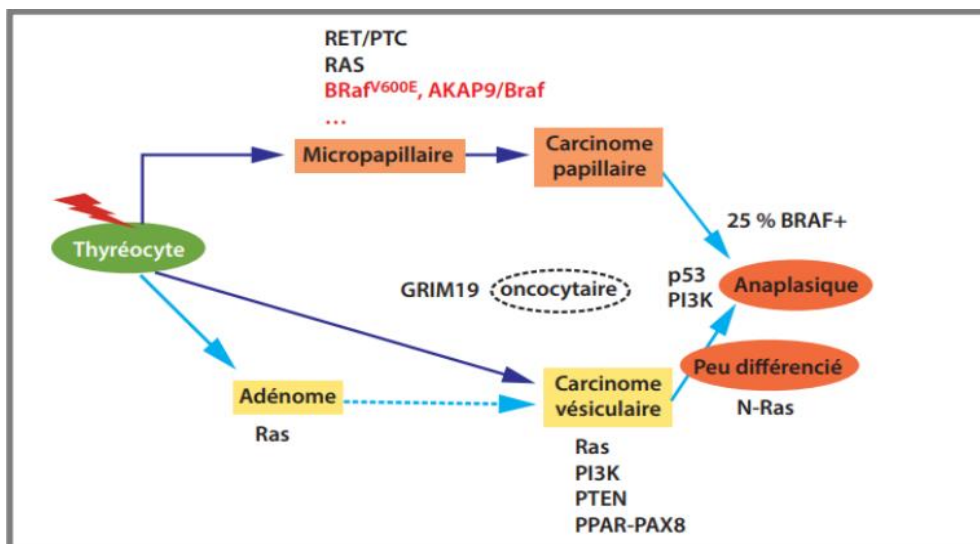 RET/PTC
RAS
BRafV600E, AKAP9/Braf
...
Micropapillaire
Carcinome
papillaire
25 % BRAF+
Thyréocyte
GRIM19
oncocytaire
p53
PI3K
Anaplasique
Peu différencié
N-Ras
Adénome
Ras
Carcinome
vésiculaire
Ras
PI3K
PTEN
PPAR-PAX8